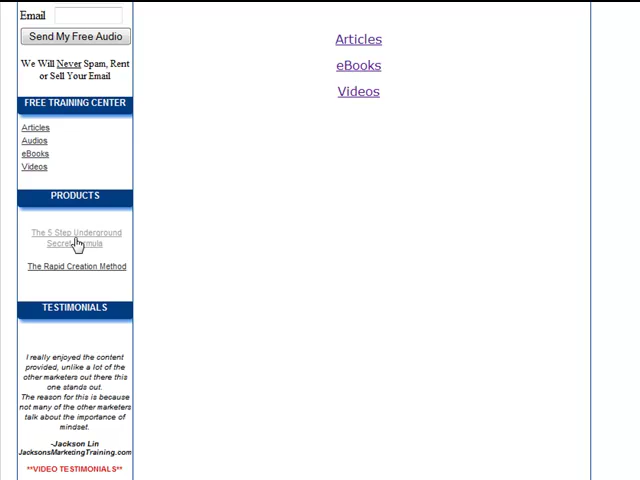 Email
Send My Free Audio
We Will Never Spam, Rent
or Sell Your Email
FREE TRAINING CENTER
Articles
Audios
eBooks
Videos
PRODUCTS
The 5 Step Underground
Secret Formula
The Rapid Creation Method
TESTIMONIALS
I really enjoyed the content
provided, unlike a lot of the
other marketers out there this
one stands out.
The reason for this is because
not many of the other marketers
talk about the importance of
mindset.
-Jackson Lin
JacksonsMarketingTraining.com
**VIDEO TESTIMONIALS**
Articles
eBooks
Videos